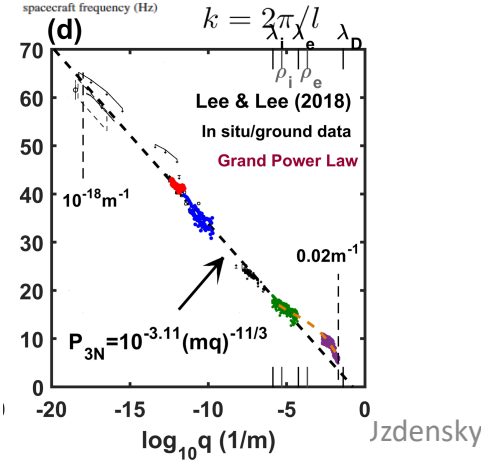 spacecraft frequency (Hz)
k = 2π/l
(d)
λi λe λD
ρi ρe
Lee & Lee (2018)
In situ/ground data
Grand Power Law
10-18m-1
0.02m-1
P3N=10-3.11(mq)-11/3
70
60
50
40
30
20
10
0
-20 -15 -10 -5 0
log10q (1/m)
Jzdensky